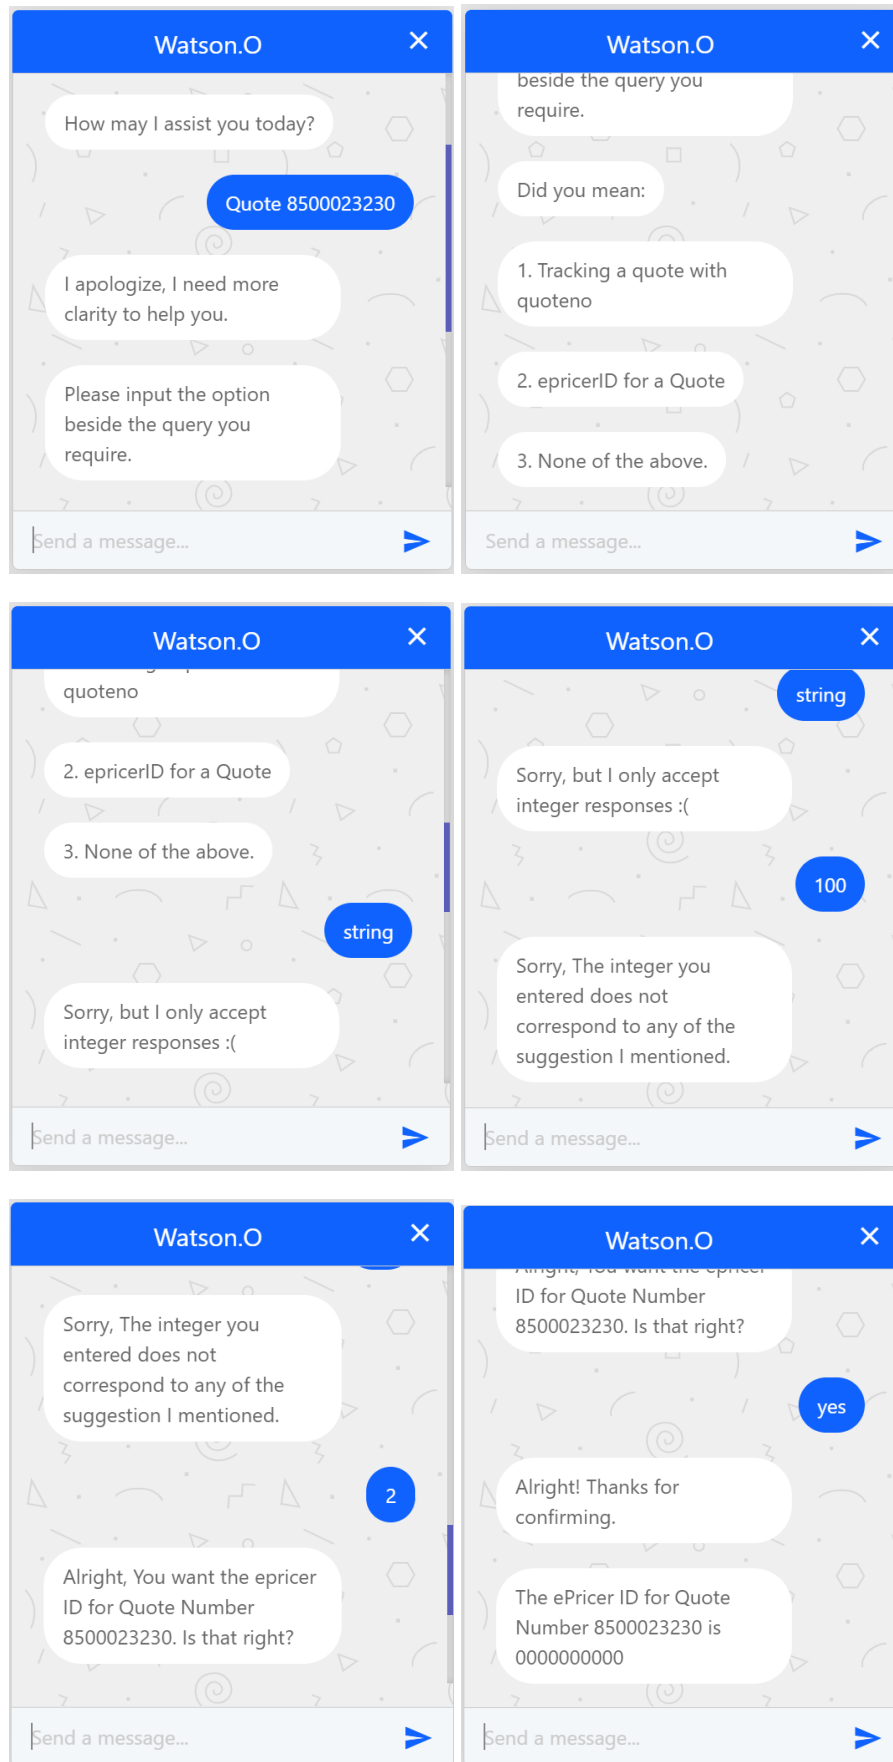 Watson.O
How may I assist you today?
Quote 8500023230
I apologize, I need more
clarity to help you.
Please input the option
beside the query you
require.
Send a message...
Watson.O
beside the query you
require.
Did you mean:
1. Tracking a quote with
quoteno
2. epricerID for a Quote
3. None of the above.
Send a message...
Watson.O
quoteno
2. epricerID for a Quote
3. None of the above.
string
Sorry, but I only accept
integer responses :(
Send a message...
Watson.O
string
Sorry, but I only accept
integer responses :(
100
Sorry, The integer you
entered does not
correspond to any of the
suggestion I mentioned.
Send a message...
Watson.O
Sorry, The integer you
entered does not
correspond to any of the
suggestion I mentioned.
2
Alright, You want the epricer
ID for Quote Number
8500023230. Is that right?
Send a message...
Watson.O
Alright, You want the epricer
ID for Quote Number
8500023230. Is that right?
yes
Alright! Thanks for
confirming.
The ePricer ID for Quote
Number 8500023230 is
0000000000
Send a message...